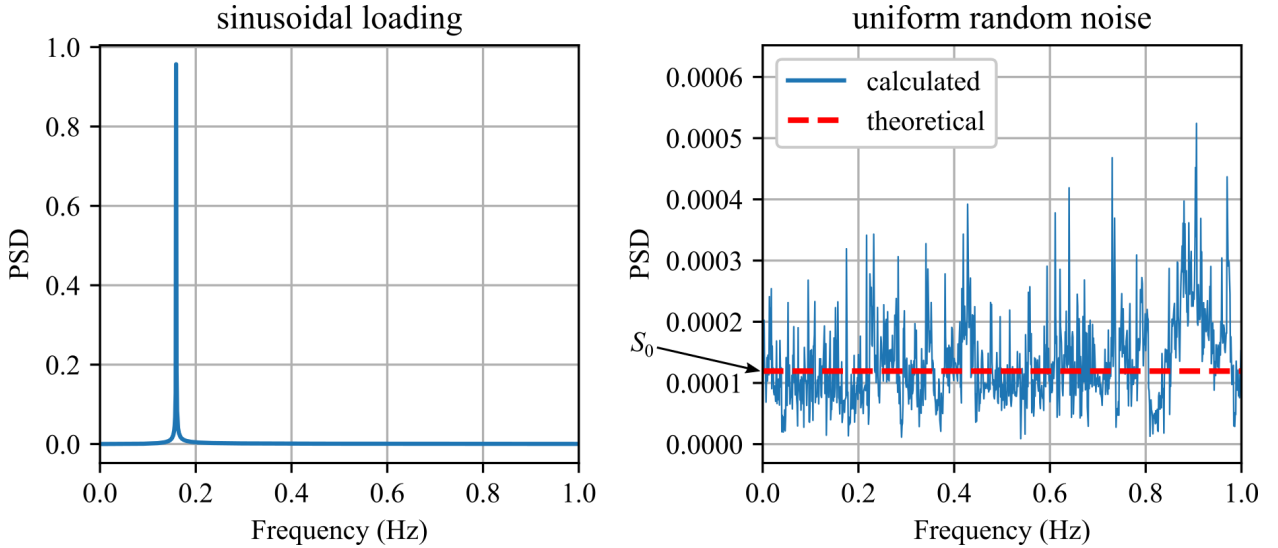 sinusoidal loading
PSD
1.0
0.8
0.6
0.4
0.2
0.0
0.0 0.2 0.4 0.6 0.8 1.0
Frequency (Hz)
uniform random noise
calculated
theoretical
PSD
0.0006
0.0005
0.0004
0.0003
0.0002
0.0001
0.0000
S₀
0.0 0.2 0.4 0.6 0.8 1.0
Frequency (Hz)